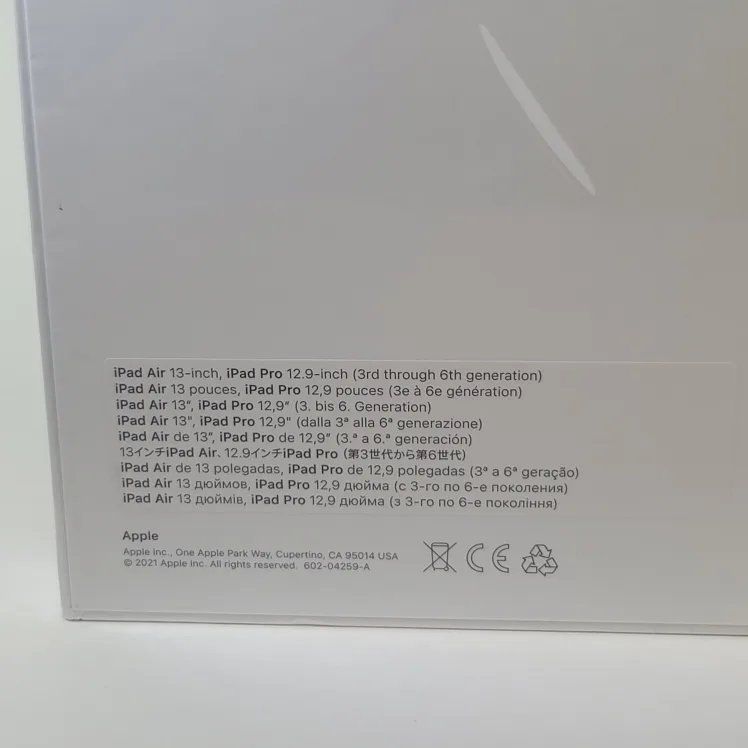 iPad Air 13-inch, iPad Pro 12.9-inch (3rd through 6th generation)
iPad Air 13 pouces, iPad Pro 12,9 pouces (3e à 6e génération)
iPad Air 13", iPad Pro 12,9" (3. bis 6. Generation)
iPad Air 13", iPad Pro 12,9" (dalla 3ª alla 6ª generazione)
iPad Air de 13", iPad Pro de 12,9" (3.ª a 6.ª generación)
13インチiPad Air、12.9インチiPad Pro（第3世代から第6世代）
iPad Air de 13 polegadas, iPad Pro de 12,9 polegadas (3ª a 6ª geração)
iPad Air 13 дюймов, iPad Pro 12,9 дюйма (с 3-го по 6-е поколения)
iPad Air 13 дюймів, iPad Pro 12,9 дюйма (з 3-го по 6-е покоління)
Apple
Apple Inc., One Apple Park Way, Cupertino, CA 95014 USA
© 2021 Apple Inc. All rights reserved. 602-04259-A
CE